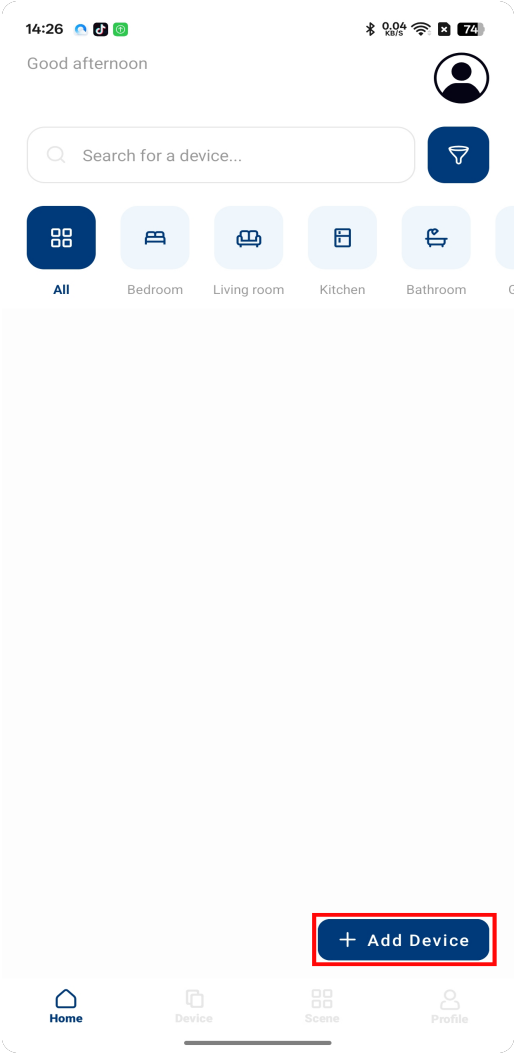 14:26
0.04
KB/S
74
Good afternoon
Search for a device...
All
Bedroom
Living room
Kitchen
Bathroom
Add Device
Home
Device
Scene
Profile